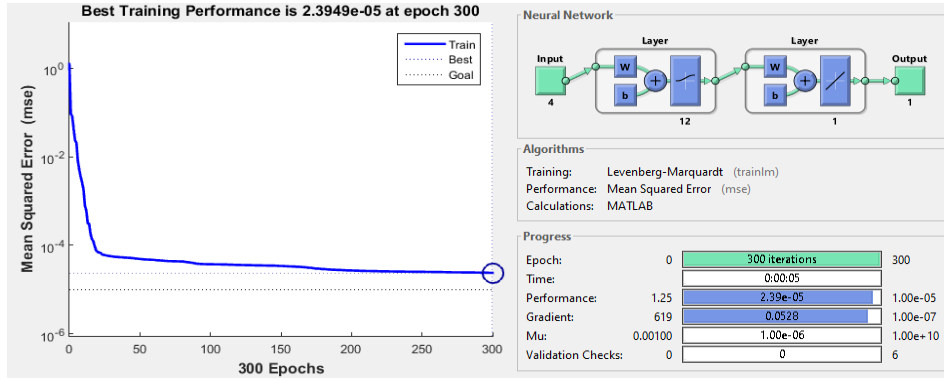 Best Training Performance is 2.3949e-05 at epoch 300
Train
Best
Goal
Mean Squared Error (mse)
10^0
10^-2
10^-4
10^-6
0 50 100 150 200 250 300
300 Epochs
Neural Network
Layer Layer
Input Output
W W
b b
4 12 1 1
Algorithms
Training: Levenberg-Marquardt (trainlm)
Performance: Mean Squared Error (mse)
Calculations: MATLAB
Progress
Epoch: 0 300 iterations 300
Time: 0:00:05
Performance: 1.25 2.39e-05 1.00e-05
Gradient: 619 0.0528 1.00e-07
Mu: 0.00100 1.00e-06 1.00e+10
Validation Checks: 0 0 6